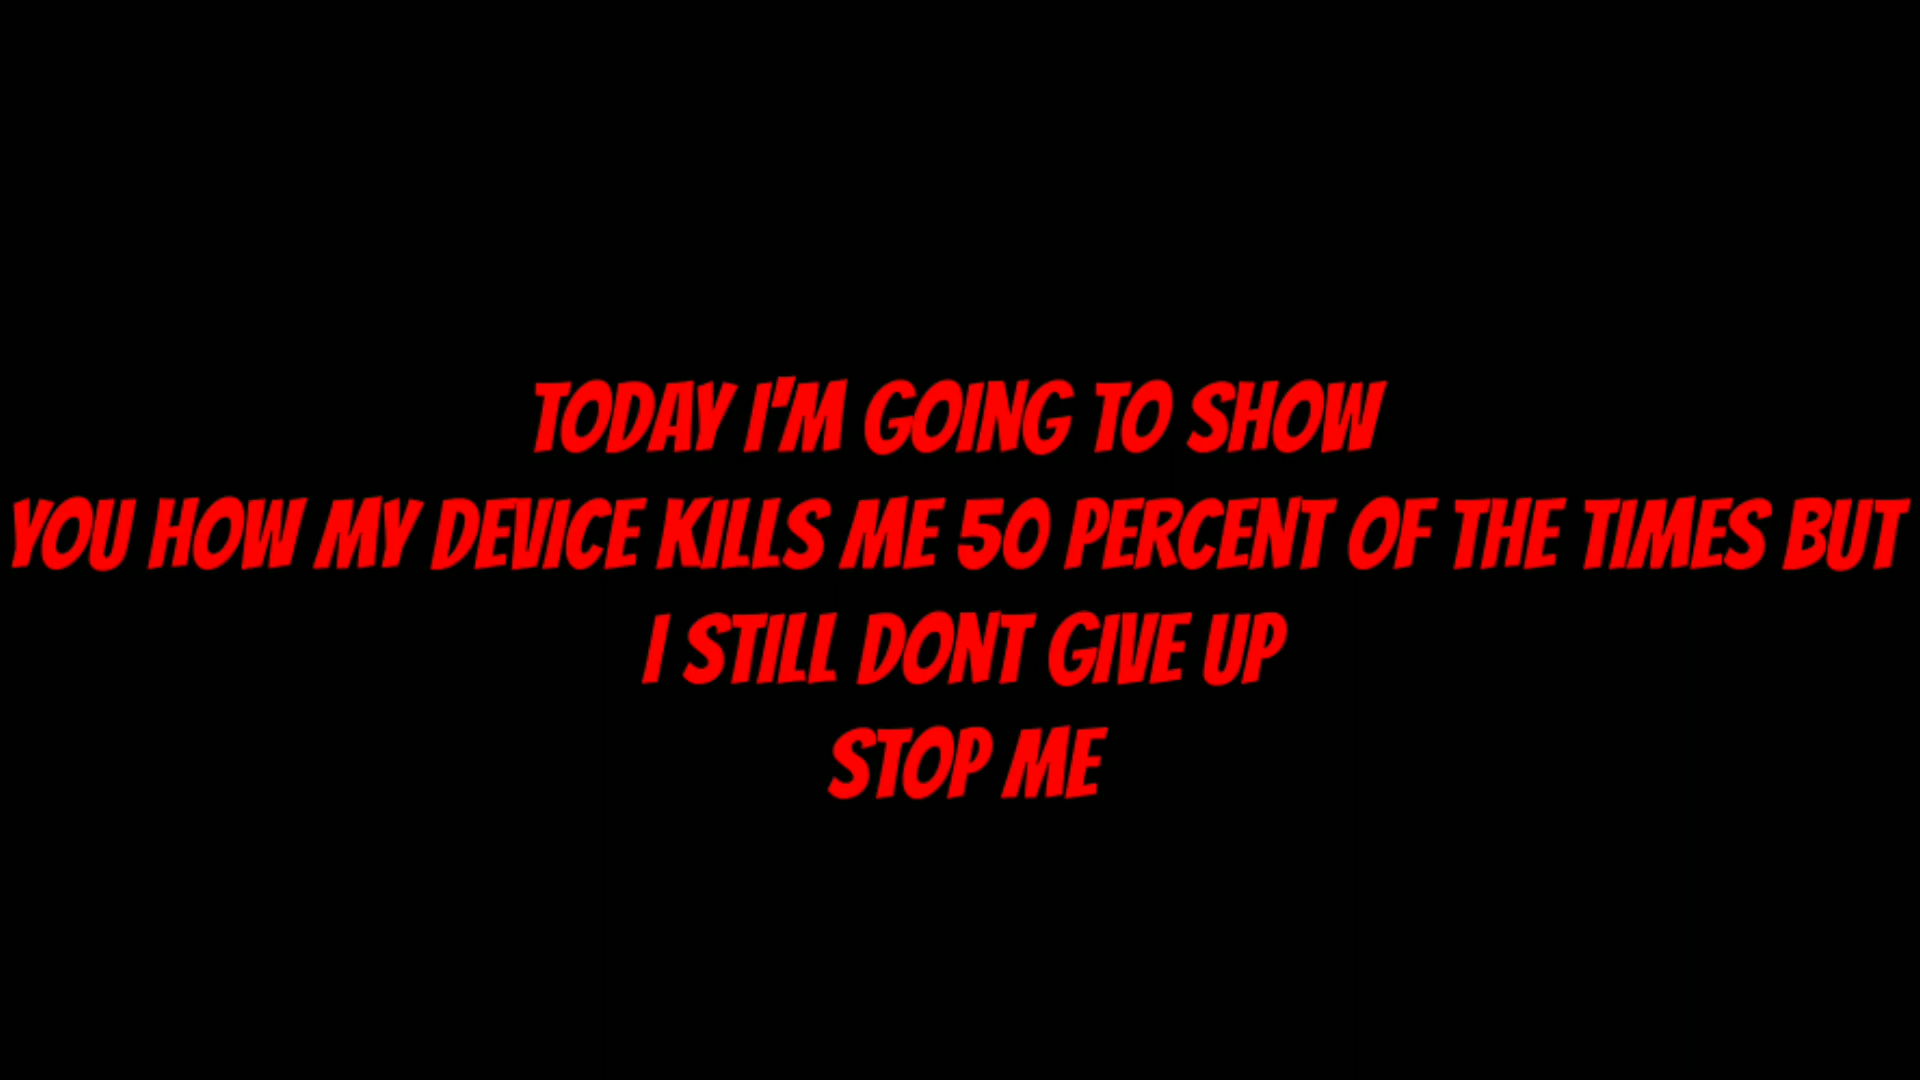 TODAY I'M GOING TO SHOW
YOU HOW MY DEVICE KILLS ME 50 PERCENT OF THE TIMES BUT
I STILL DONT GIVE UP
STOP ME